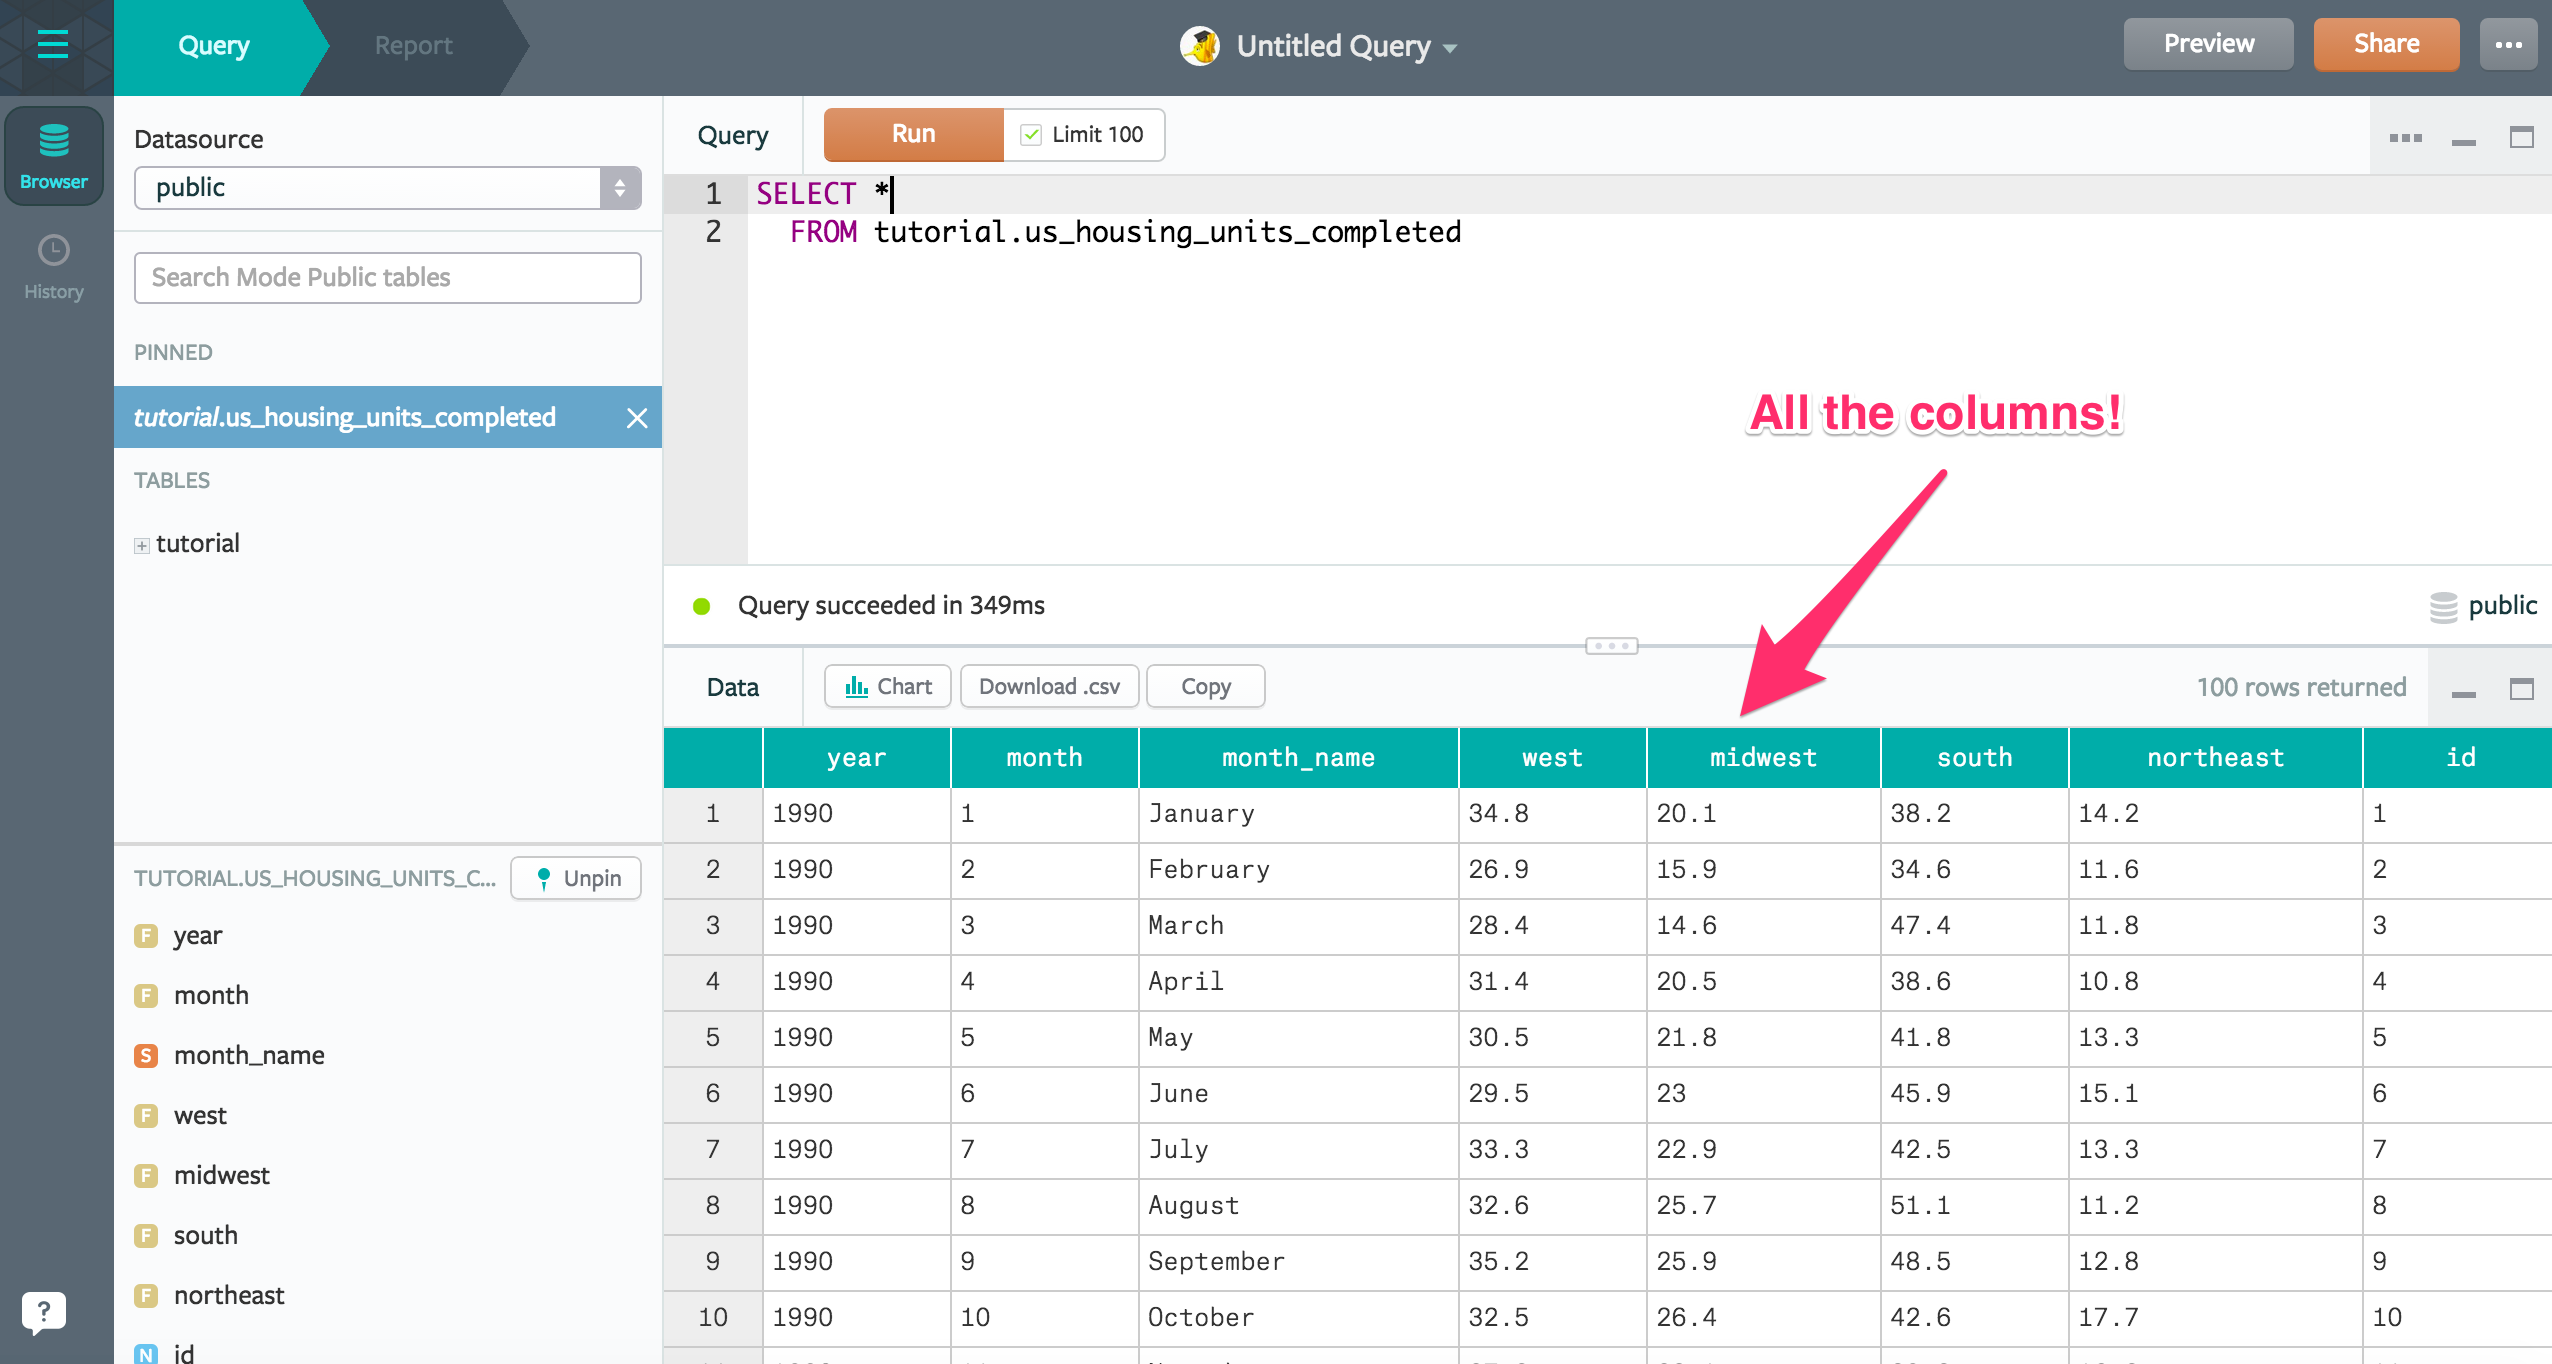 Query
Report
Untitled Query
Preview
Share
Browser
History
Datasource
public
Search Mode Public tables
PINNED
tutorial.us_housing_units_completed
TABLES
tutorial
TUTORIAL.US_HOUSING_UNITS_C...
Unpin
F year
F month
S month_name
F west
F midwest
F south
F northeast
N id
Query
Run
Limit 100
1 SELECT *
2 FROM tutorial.us_housing_units_completed
All the columns!
Query succeeded in 349ms
public
Data
Chart
Download .csv
Copy
100 rows returned
year month month_name west midwest south northeast id
1 1990 1 January 34.8 20.1 38.2 14.2 1
2 1990 2 February 26.9 15.9 34.6 11.6 2
3 1990 3 March 28.4 14.6 47.4 11.8 3
4 1990 4 April 31.4 20.5 38.6 10.8 4
5 1990 5 May 30.5 21.8 41.8 13.3 5
6 1990 6 June 29.5 23 45.9 15.1 6
7 1990 7 July 33.3 22.9 42.5 13.3 7
8 1990 8 August 32.6 25.7 51.1 11.2 8
9 1990 9 September 35.2 25.9 48.5 12.8 9
10 1990 10 October 32.5 26.4 42.6 17.7 10